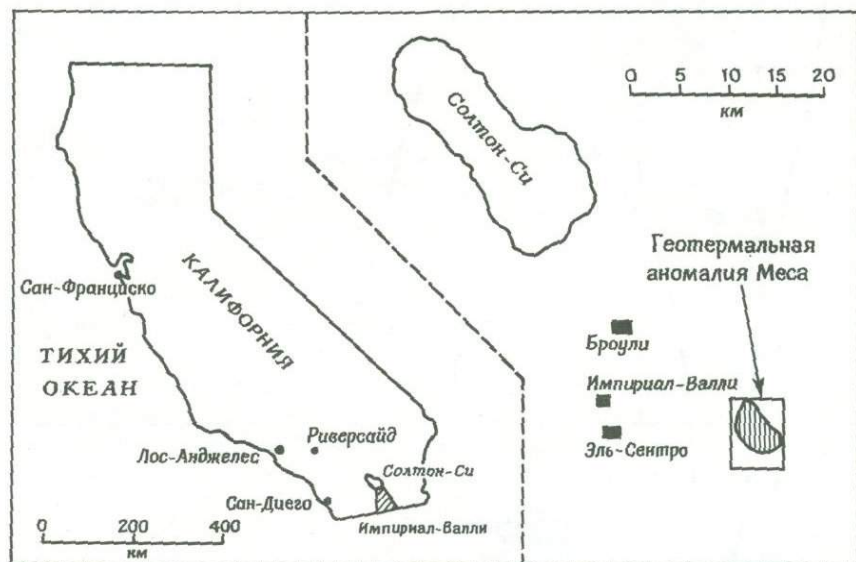 Сан-Франциско
КАЛИФОРНИЯ
ТИХИЙ
ОКЕАН
Лос-Анджелес
Риверсайд
Солтон-Си
Сан-Диего
Импириал-Валли
0 200 400
км
Солтон-Си
0 5 10 15 20
км
Геотермальная
аномалия Меса
Броули
Импириал-Валли
Эль-Сентро